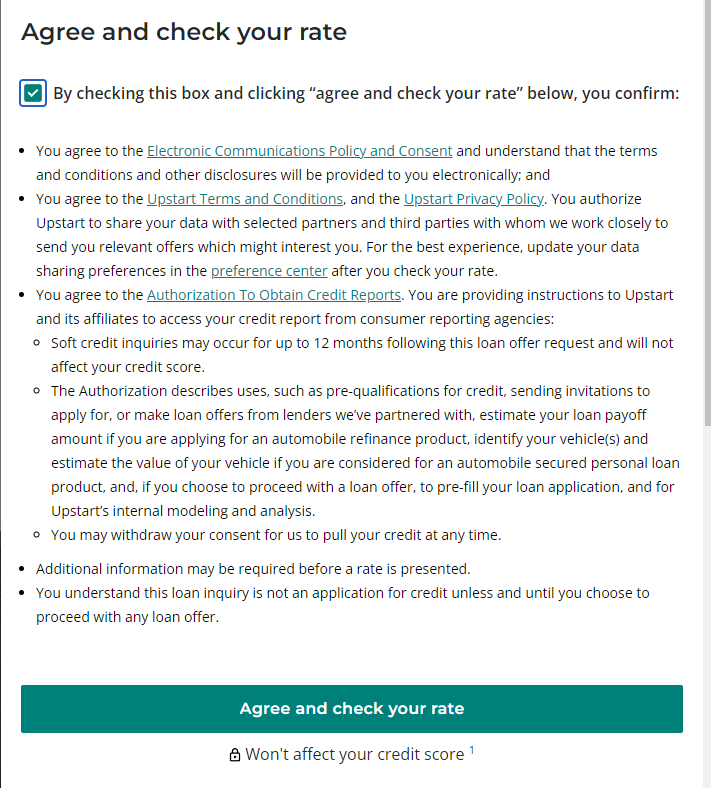 Agree and check your rate
By checking this box and clicking “agree and check your rate” below, you confirm:
You agree to the Electronic Communications Policy and Consent and understand that the terms
and conditions and other disclosures will be provided to you electronically; and
You agree to the Upstart Terms and Conditions, and the Upstart Privacy Policy. You authorize
Upstart to share your data with selected partners and third parties with whom we work closely to
send you relevant offers which might interest you. For the best experience, update your data
sharing preferences in the preference center after you check your rate.
You agree to the Authorization To Obtain Credit Reports. You are providing instructions to Upstart
and its affiliates to access your credit report from consumer reporting agencies:
Soft credit inquiries may occur for up to 12 months following this loan offer request and will not
affect your credit score.
The Authorization describes uses, such as pre-qualifications for credit, sending invitations to
apply for, or make loan offers from lenders we’ve partnered with, estimate your loan payoff
amount if you are applying for an automobile refinance product, identify your vehicle(s) and
estimate the value of your vehicle if you are considered for an automobile secured personal loan
product, and, if you choose to proceed with a loan offer, to pre-fill your loan application, and for
Upstart’s internal modeling and analysis.
You may withdraw your consent for us to pull your credit at any time.
Additional information may be required before a rate is presented.
You understand this loan inquiry is not an application for credit unless and until you choose to
proceed with any loan offer.
Agree and check your rate
Won't affect your credit score 1